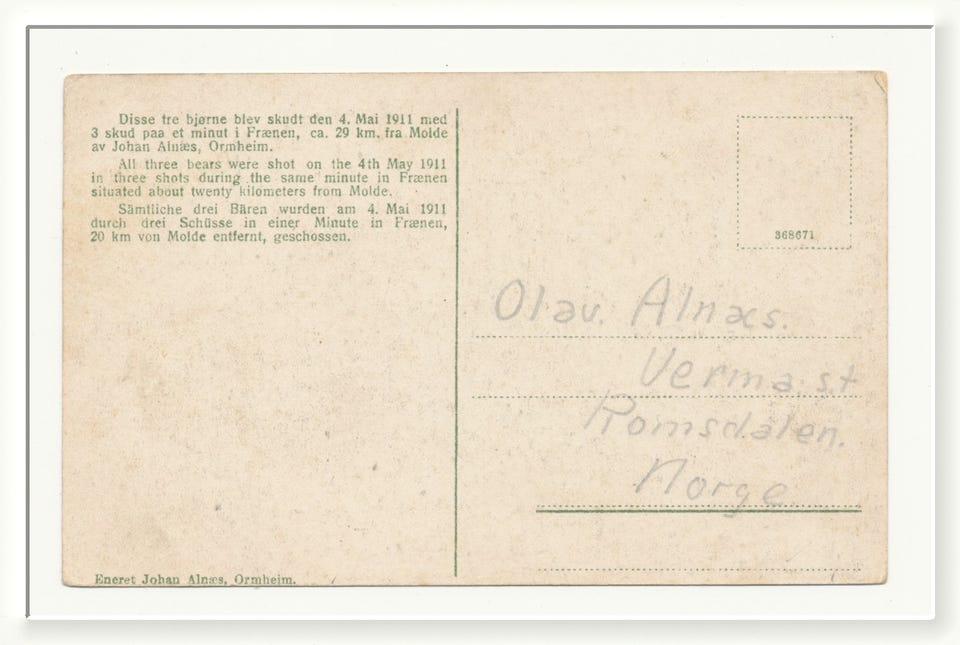 Disse tre bjørne blev skudt den 4. Mai 1911 med
3 skud paa et minut i Frænen, ca. 29 km. fra Molde
av Johan Alnæs, Ormheim.
All three bears were shot on the 4th May 1911
in three shots during the same minute in Frænen
situated about twenty kilometers from Molde.
Sämtliche drei Bären wurden am 4. Mai 1911
durch drei Schüsse in einer Minute in Frænen,
20 km von Molde entfernt, geschossen.
Eneret Johan Alnæs, Ormheim.
368671
Olav. Alnæs.
Verma. st
Romsdalen.
Norge